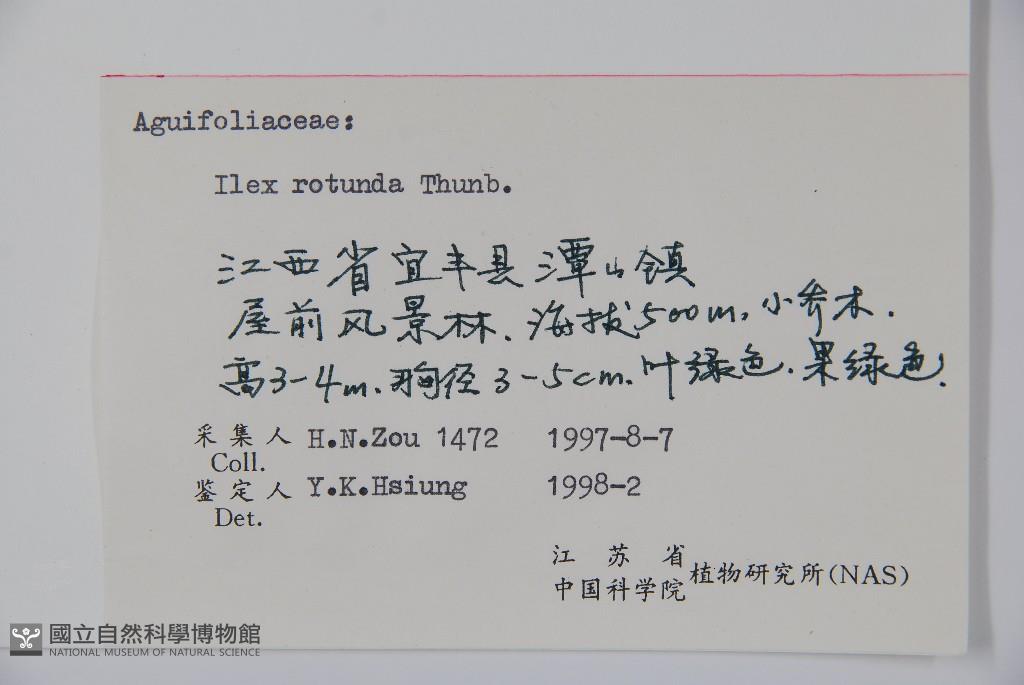 Aguifoliaceae:
Ilex rotunda Thunb.
江西省宜丰县潭山镇
屋前风景林.海拔500m,小乔木.
高3-4m.胸径3-5cm.叶绿色.果绿色.
采集人 H.N.Zou 1472 1997-8-7
Coll.
鉴定人 Y.K.Hsiung 1998-2
Det.
江苏省
中国科学院 植物研究所(NAS)
國立自然科學博物館
NATIONAL MUSEUM OF NATURAL SCIENCE